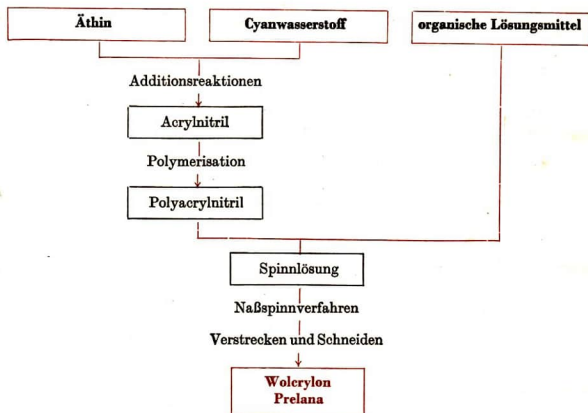 Äthin
Cyanwasserstoff
organische Lösungsmittel
Additionsreaktionen
Acrylnitril
Polymerisation
Polyacrylnitril
Spinnlösung
Naßspinnverfahren
Verstrecken und Schneiden
Wolcrylon
Prelana